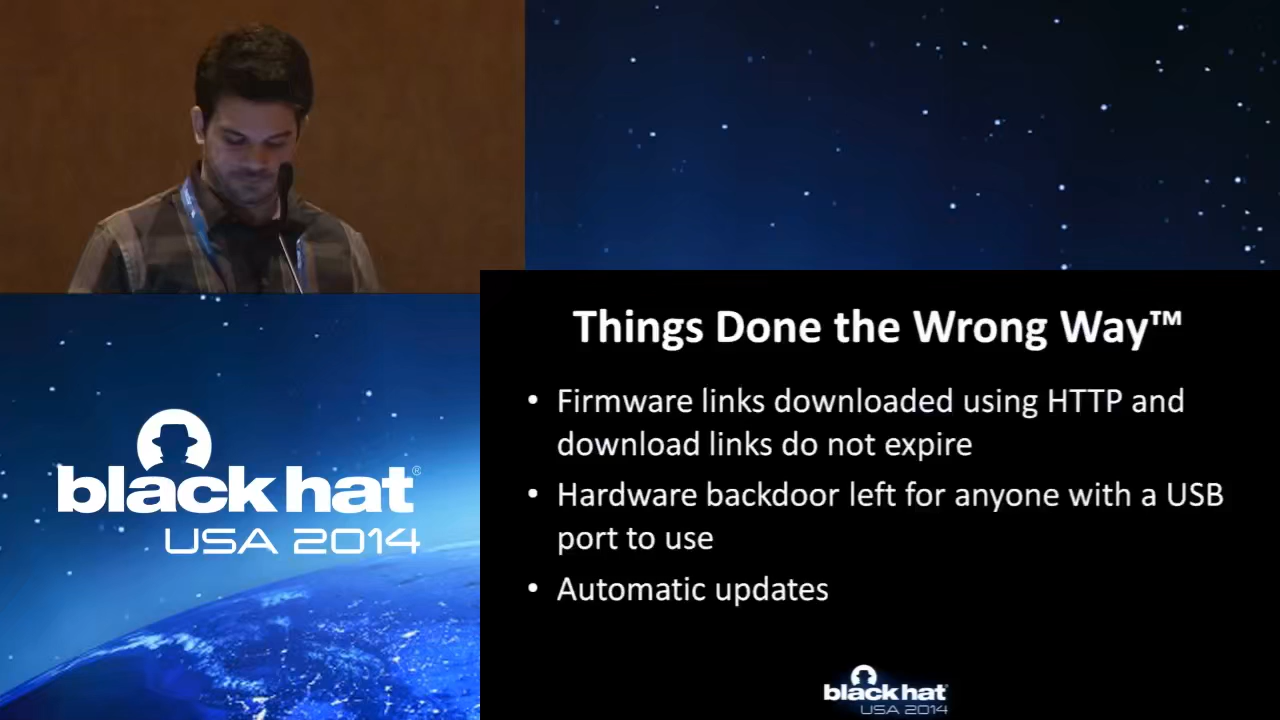 black hat®
USA 2014
Things Done the Wrong Way™
• Firmware links downloaded using HTTP and
download links do not expire
• Hardware backdoor left for anyone with a USB
port to use
• Automatic updates
black hat
USA 2014